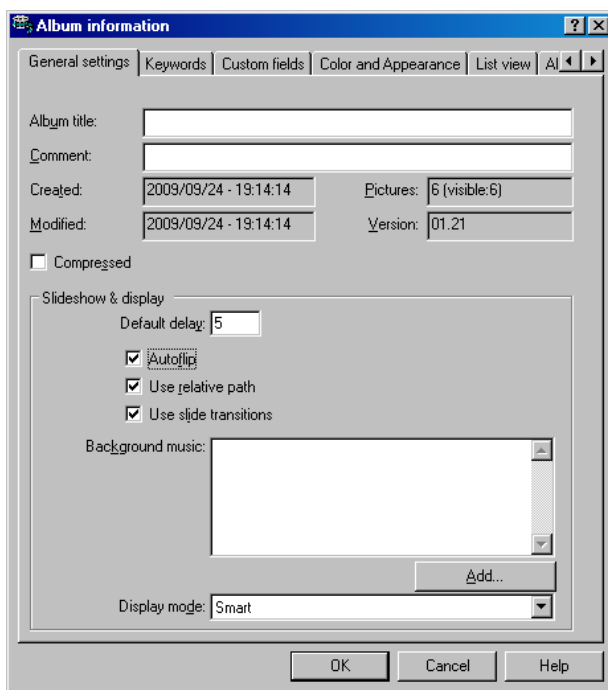 Album information
General settings Keywords Custom fields Color and Appearance List view Al
Album title:
Comment:
Created: 2009/09/24 - 19:14:14 Pictures: 6 (visible:6)
Modified: 2009/09/24 - 19:14:14 Version: 01.21
Compressed
Slideshow & display
Default delay: 5
Autoflip
Use relative path
Use slide transitions
Background music:
Add...
Display mode: Smart
OK Cancel Help